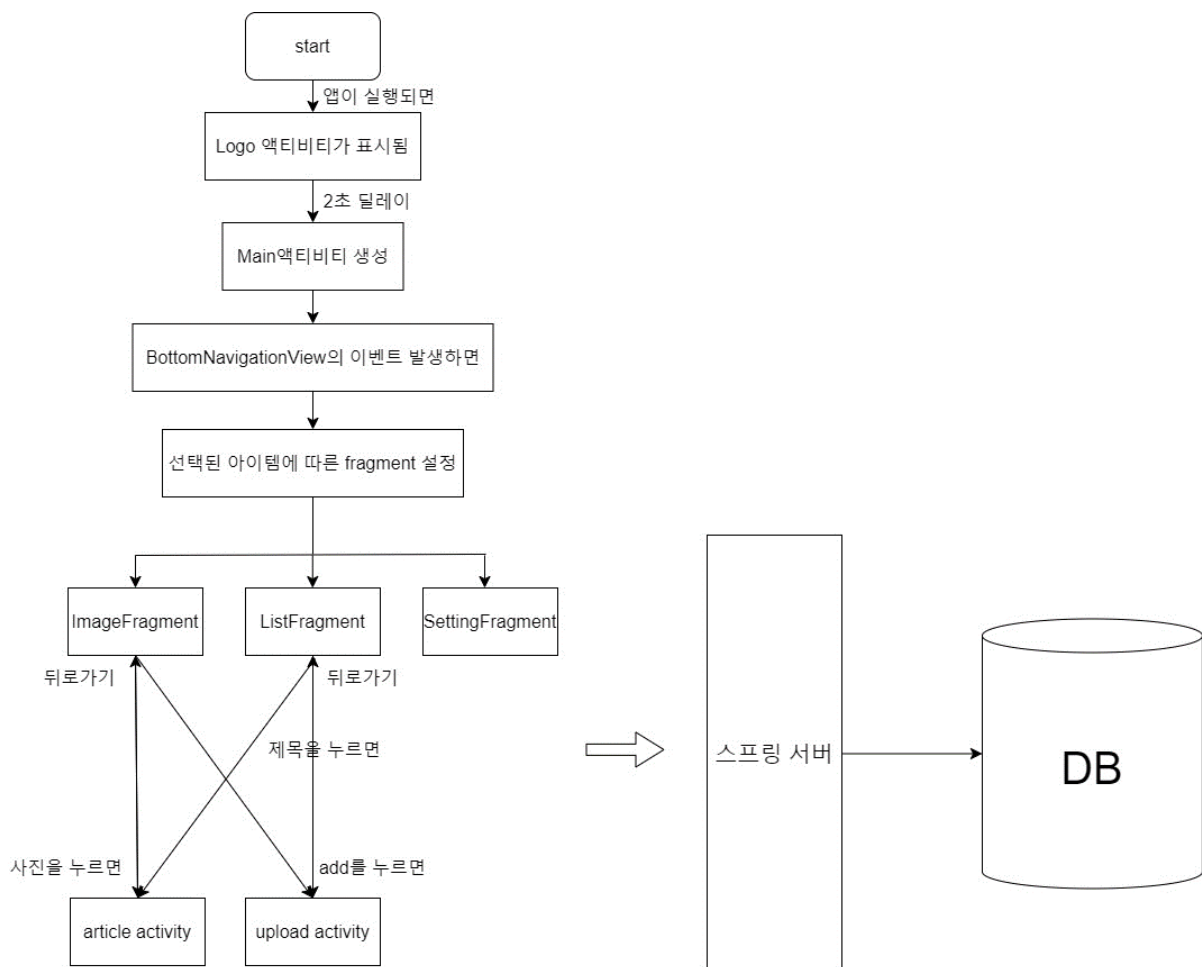 start
앱이 실행되면
Logo 액티비티가 표시됨
2초 딜레이
Main액티비티 생성
BottomNavigationView의 이벤트 발생하면
선택된 아이템에 따른 fragment 설정
ImageFragment
ListFragment
SettingFragment
뒤로가기
뒤로가기
제목을 누르면
사진을 누르면
add를 누르면
article activity
upload activity
스프링 서버
DB